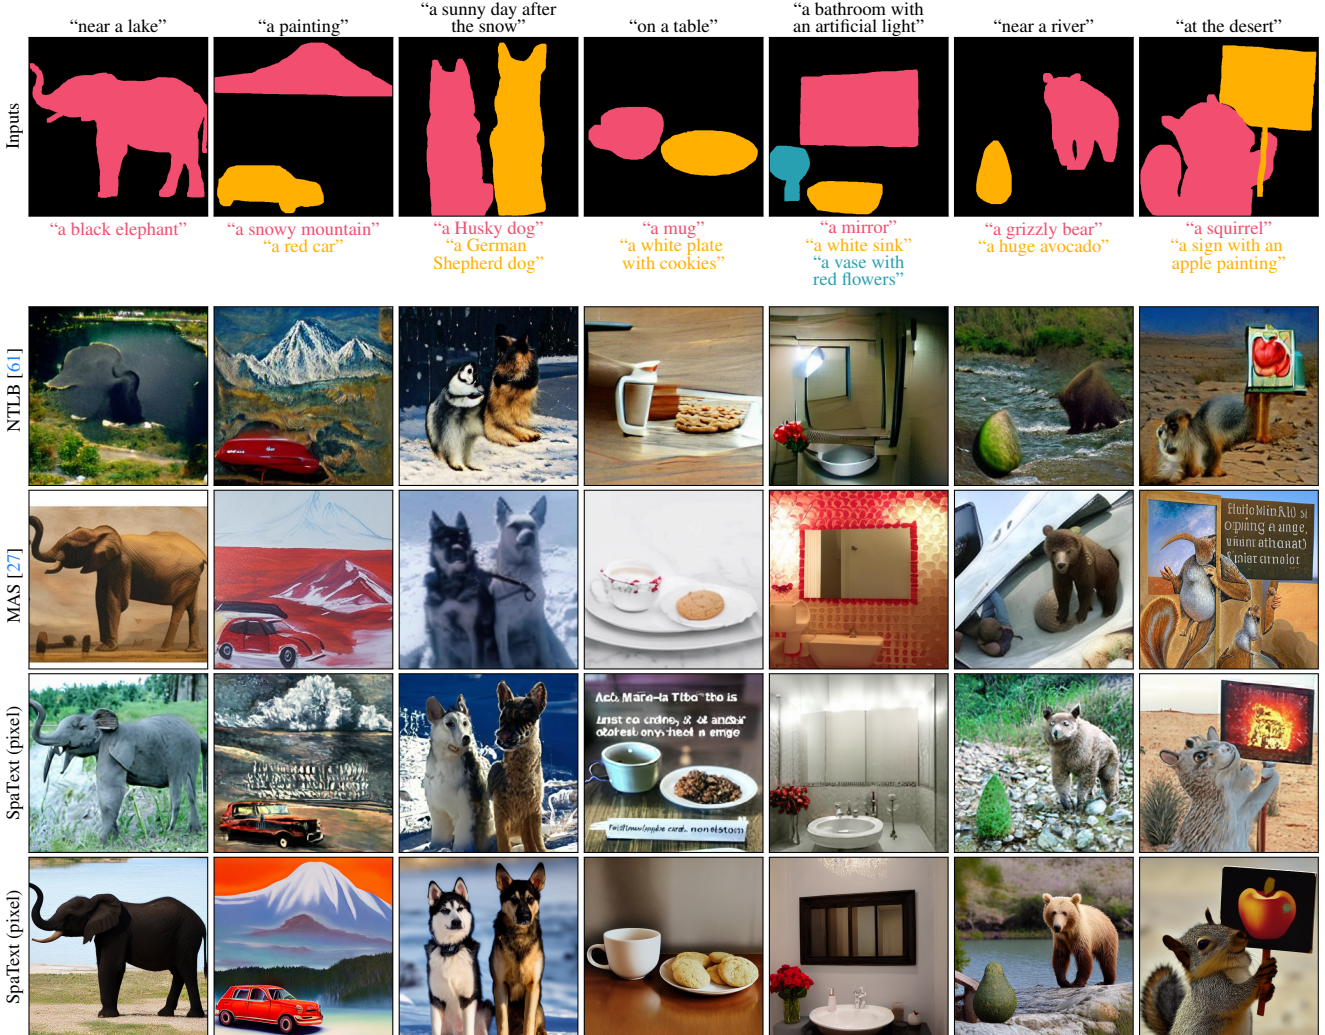 “near a lake”
“a painting”
“a sunny day after
the snow”
“on a table”
“a bathroom with
an artificial light”
“near a river”
“at the desert”
Inputs
“a black elephant”
“a snowy mountain”
“a red car”
“a Husky dog”
“a German
Shepherd dog”
“a mug”
“a white plate
with cookies”
“a mirror”
“a white sink”
“a vase with
red flowers”
“a grizzly bear”
“a huge avocado”
“a squirrel”
“a sign with an
apple painting”
NTLB [61]
MAS [27]
SpaText (pixel)
SpaText (pixel)